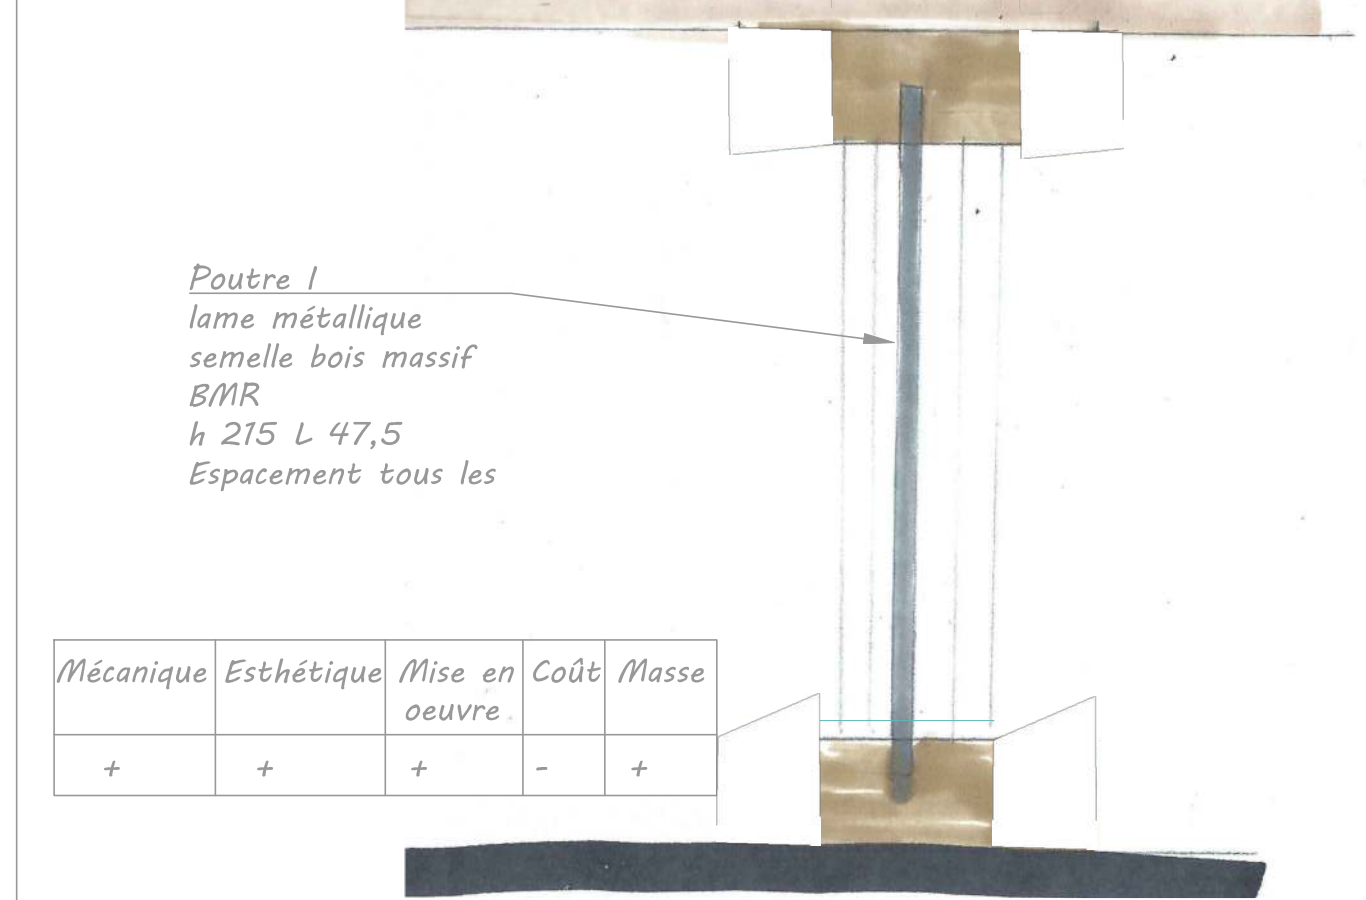 Poutre I
lame métallique
semelle bois massif
BMR
h 215 L 47,5
Espacement tous les
Mécanique Esthétique Mise en oeuvre Coût Masse
+ + + - +